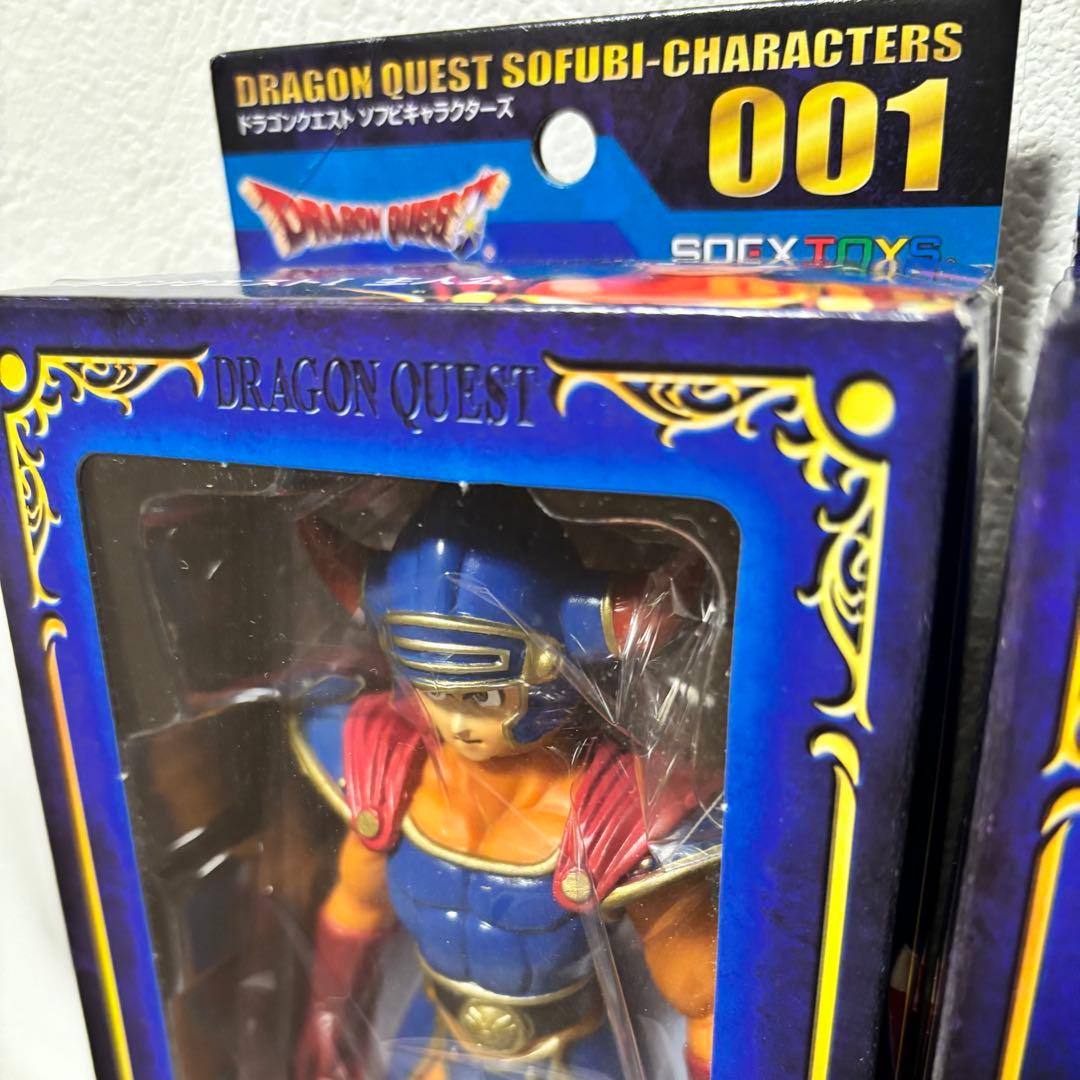 DRAGON QUEST SOFUBI-CHARACTERS
ドラゴンクエスト ソフビキャラクターズ
001
DRAGON QUEST
SQEX TOYS
DRAGON QUEST